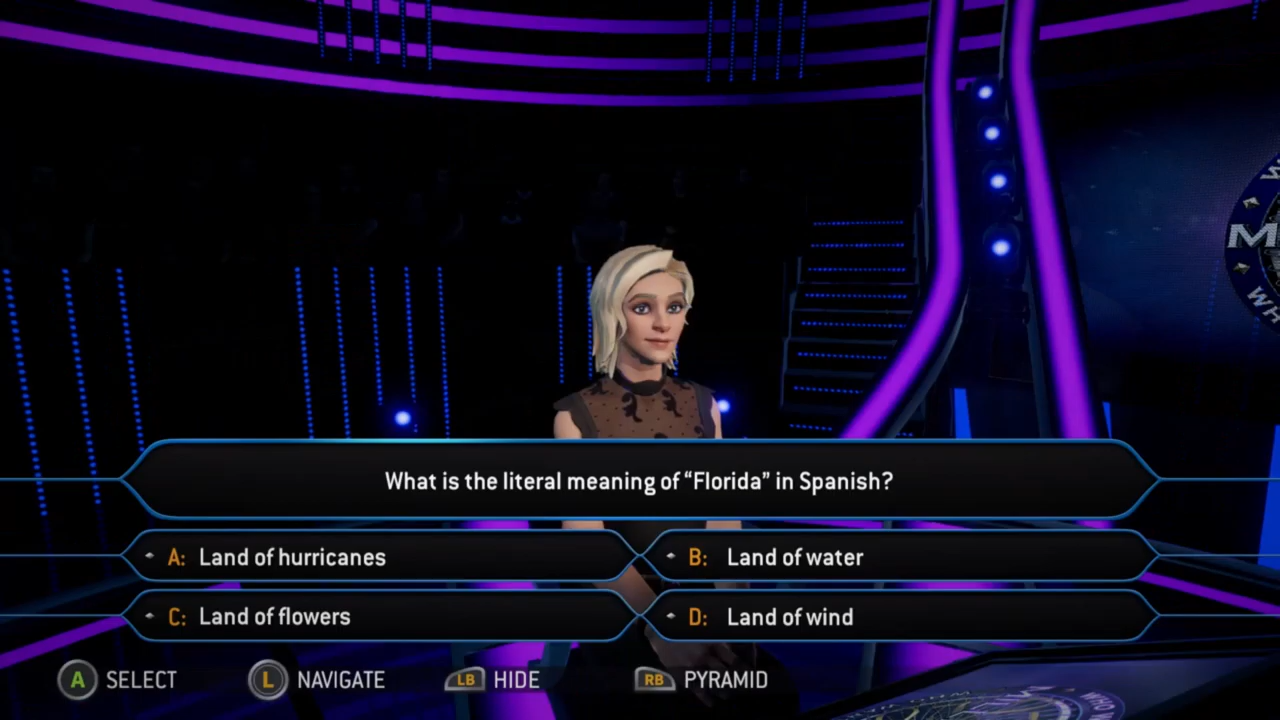 What is the literal meaning of “Florida” in Spanish?
A: Land of hurricanes
B: Land of water
C: Land of flowers
D: Land of wind
A SELECT
L NAVIGATE
LB HIDE
RB PYRAMID